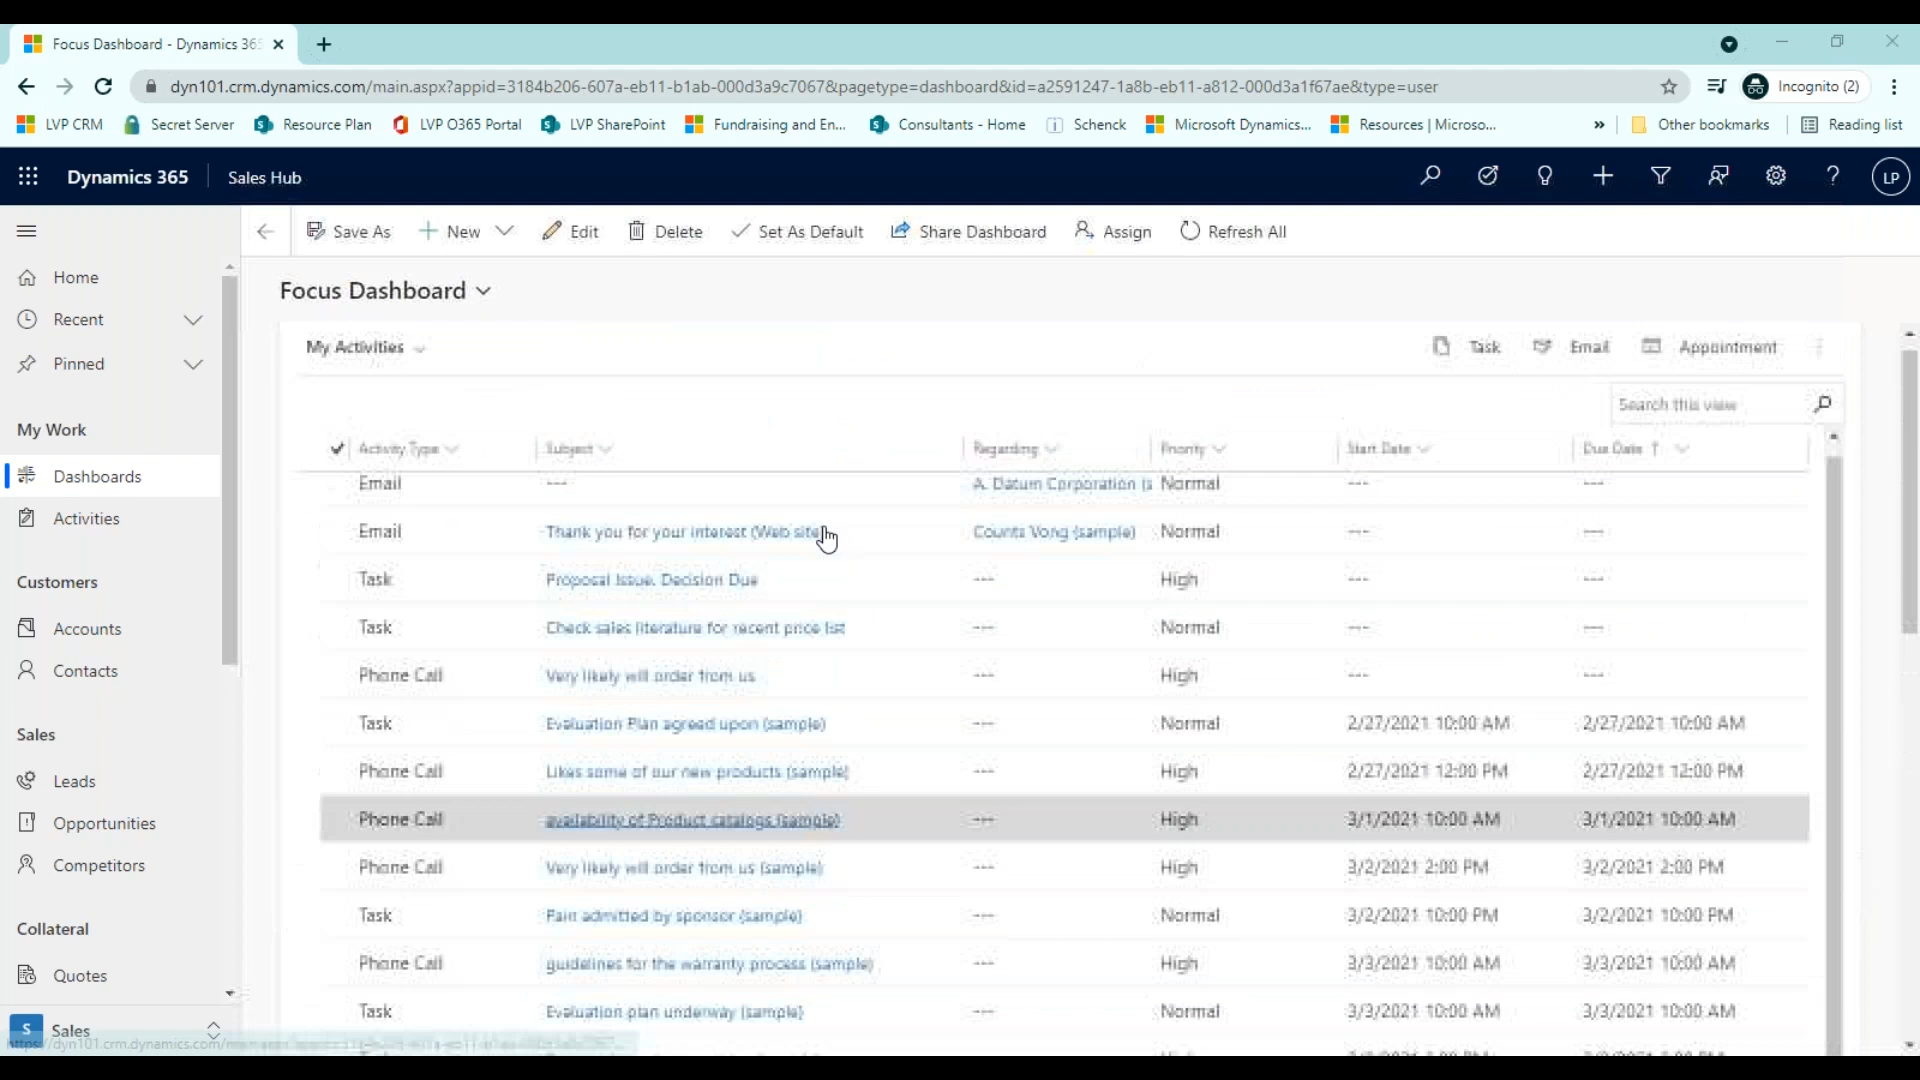 Focus Dashboard - Dynamics 365
dyn101.crm.dynamics.com/main.aspx?appid=3184b206-607a-eb11-b1ab-000d3a9c7067&pagetype=dashboard&id=a2591247-1a8b-eb11-a812-000d3a1f67ae&type=user
Incognito (2)
LVP CRM Secret Server Resource Plan LVP O365 Portal LVP SharePoint Fundraising and En... Consultants - Home Schenck Microsoft Dynamics... Resources | Microso... » Other bookmarks Reading list
Dynamics 365 Sales Hub LP
Save As New Edit Delete Set As Default Share Dashboard Assign Refresh All
Home
Recent
Pinned
My Work
Dashboards
Activities
Customers
Accounts
Contacts
Sales
Leads
Opportunities
Competitors
Collateral
Quotes
S Sales
Focus Dashboard
My Activities Task Email Appointment
Search this view
Activity Type Subject Regarding Priority Start Date Due Date ↑
Email --- A. Datum Corporation (s Normal --- ---
Email Thank you for your interest (Web site) Counts Vong (sample) Normal --- ---
Task Proposal Issue. Decision Due --- High --- ---
Task Check sales literature for recent price list --- Normal --- ---
Phone Call Very likely will order from us --- High --- ---
Task Evaluation Plan agreed upon (sample) --- Normal 2/27/2021 10:00 AM 2/27/2021 10:00 AM
Phone Call Likes some of our new products (sample) --- High 2/27/2021 12:00 PM 2/27/2021 12:00 PM
Phone Call availability of Product catalogs (sample) --- High 3/1/2021 10:00 AM 3/1/2021 10:00 AM
Phone Call Very likely will order from us (sample) --- High 3/2/2021 2:00 PM 3/2/2021 2:00 PM
Task Pain admitted by sponsor (sample) --- Normal 3/2/2021 10:00 PM 3/2/2021 10:00 PM
Phone Call guidelines for the warranty process (sample) --- High 3/3/2021 10:00 AM 3/3/2021 10:00 AM
Task Evaluation plan underway (sample) --- Normal 3/3/2021 10:00 AM 3/3/2021 10:00 AM
https://dyn101.crm.dynamics.com/